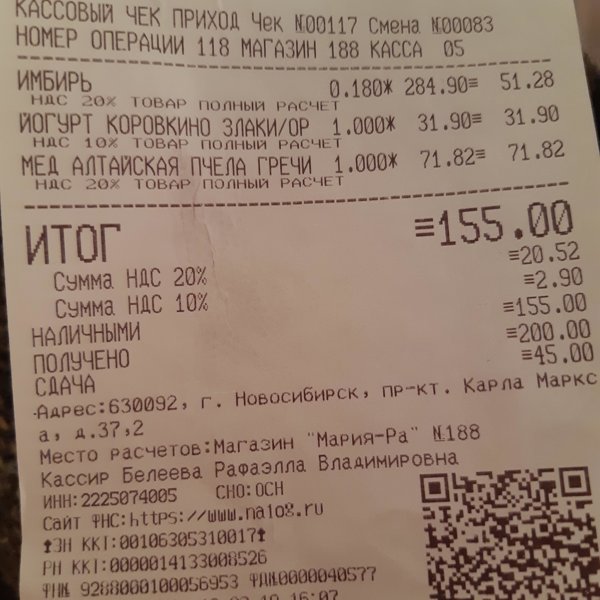 КАССОВЫЙ ЧЕК ПРИХОД Чек №00117 Смена №00083
НОМЕР ОПЕРАЦИИ 118 МАГАЗИН 188 КАССА 05
ИМБИРЬ 0.180* 284.90≡ 51.28
НДС 20% ТОВАР ПОЛНЫЙ РАСЧЕТ
ЙОГУРТ КОРОВКИНО ЗЛАКИ/ОР 1.000* 31.90≡ 31.90
НДС 10% ТОВАР ПОЛНЫЙ РАСЧЕТ
МЕД АЛТАЙСКАЯ ПЧЕЛА ГРЕЧИ 1.000* 71.82≡ 71.82
НДС 20% ТОВАР ПОЛНЫЙ РАСЧЕТ
ИТОГ ≡155.00
Сумма НДС 20% ≡20.52
Сумма НДС 10% ≡2.90
НАЛИЧНЫМИ ≡155.00
ПОЛУЧЕНО ≡200.00
СДАЧА ≡45.00
Адрес:630092, г. Новосибирск, пр-кт. Карла Маркс
а, д.37,2
Место расчетов:Магазин "Мария-Ра" №188
Кассир Белеева Рафаэлла Владимировна
ИНН:2225074005 СНО:ОСН
Сайт ФНС:https://www.nalog.ru
ЗН ККТ:00106305310017
РН ККТ:0000014133008526
ФН№ 9288000100056953 ФД№0000040577
16:07